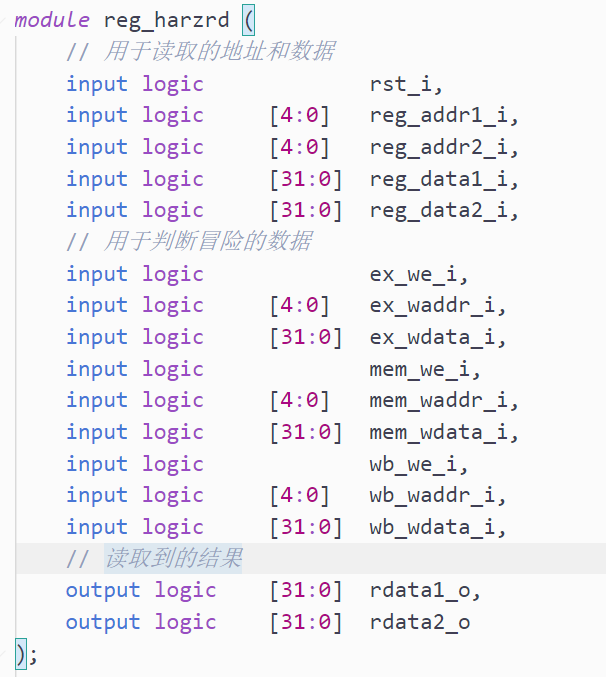 module reg_harzrd (
// 用于读取的地址和数据
input logic rst_i,
input logic [4:0] reg_addr1_i,
input logic [4:0] reg_addr2_i,
input logic [31:0] reg_data1_i,
input logic [31:0] reg_data2_i,
// 用于判断冒险的数据
input logic ex_we_i,
input logic [4:0] ex_waddr_i,
input logic [31:0] ex_wdata_i,
input logic mem_we_i,
input logic [4:0] mem_waddr_i,
input logic [31:0] mem_wdata_i,
input logic wb_we_i,
input logic [4:0] wb_waddr_i,
input logic [31:0] wb_wdata_i,
// 读取到的结果
output logic [31:0] rdata1_o,
output logic [31:0] rdata2_o
);